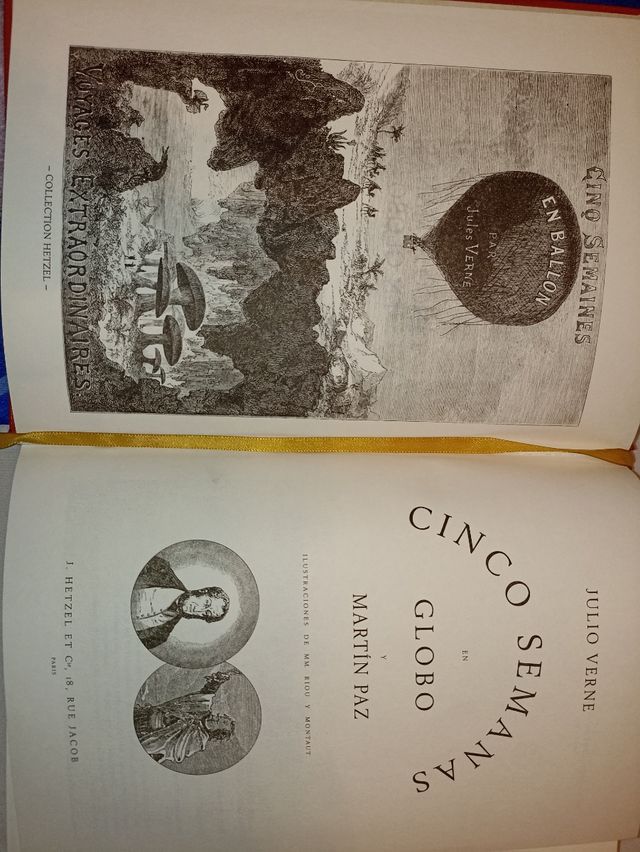 CINQ SEMAINES
EN BALLON
PAR
Jules VERNE
VOYAGES EXTRAORDINAIRES
– COLLECTION HETZEL –
JULIO VERNE
CINCO SEMANAS
EN
GLOBO
Y
MARTÍN PAZ
ILUSTRACIONES DE MM. RIOU Y MONTAUT
J. HETZEL ET Cie, 18, RUE JACOB
PARIS